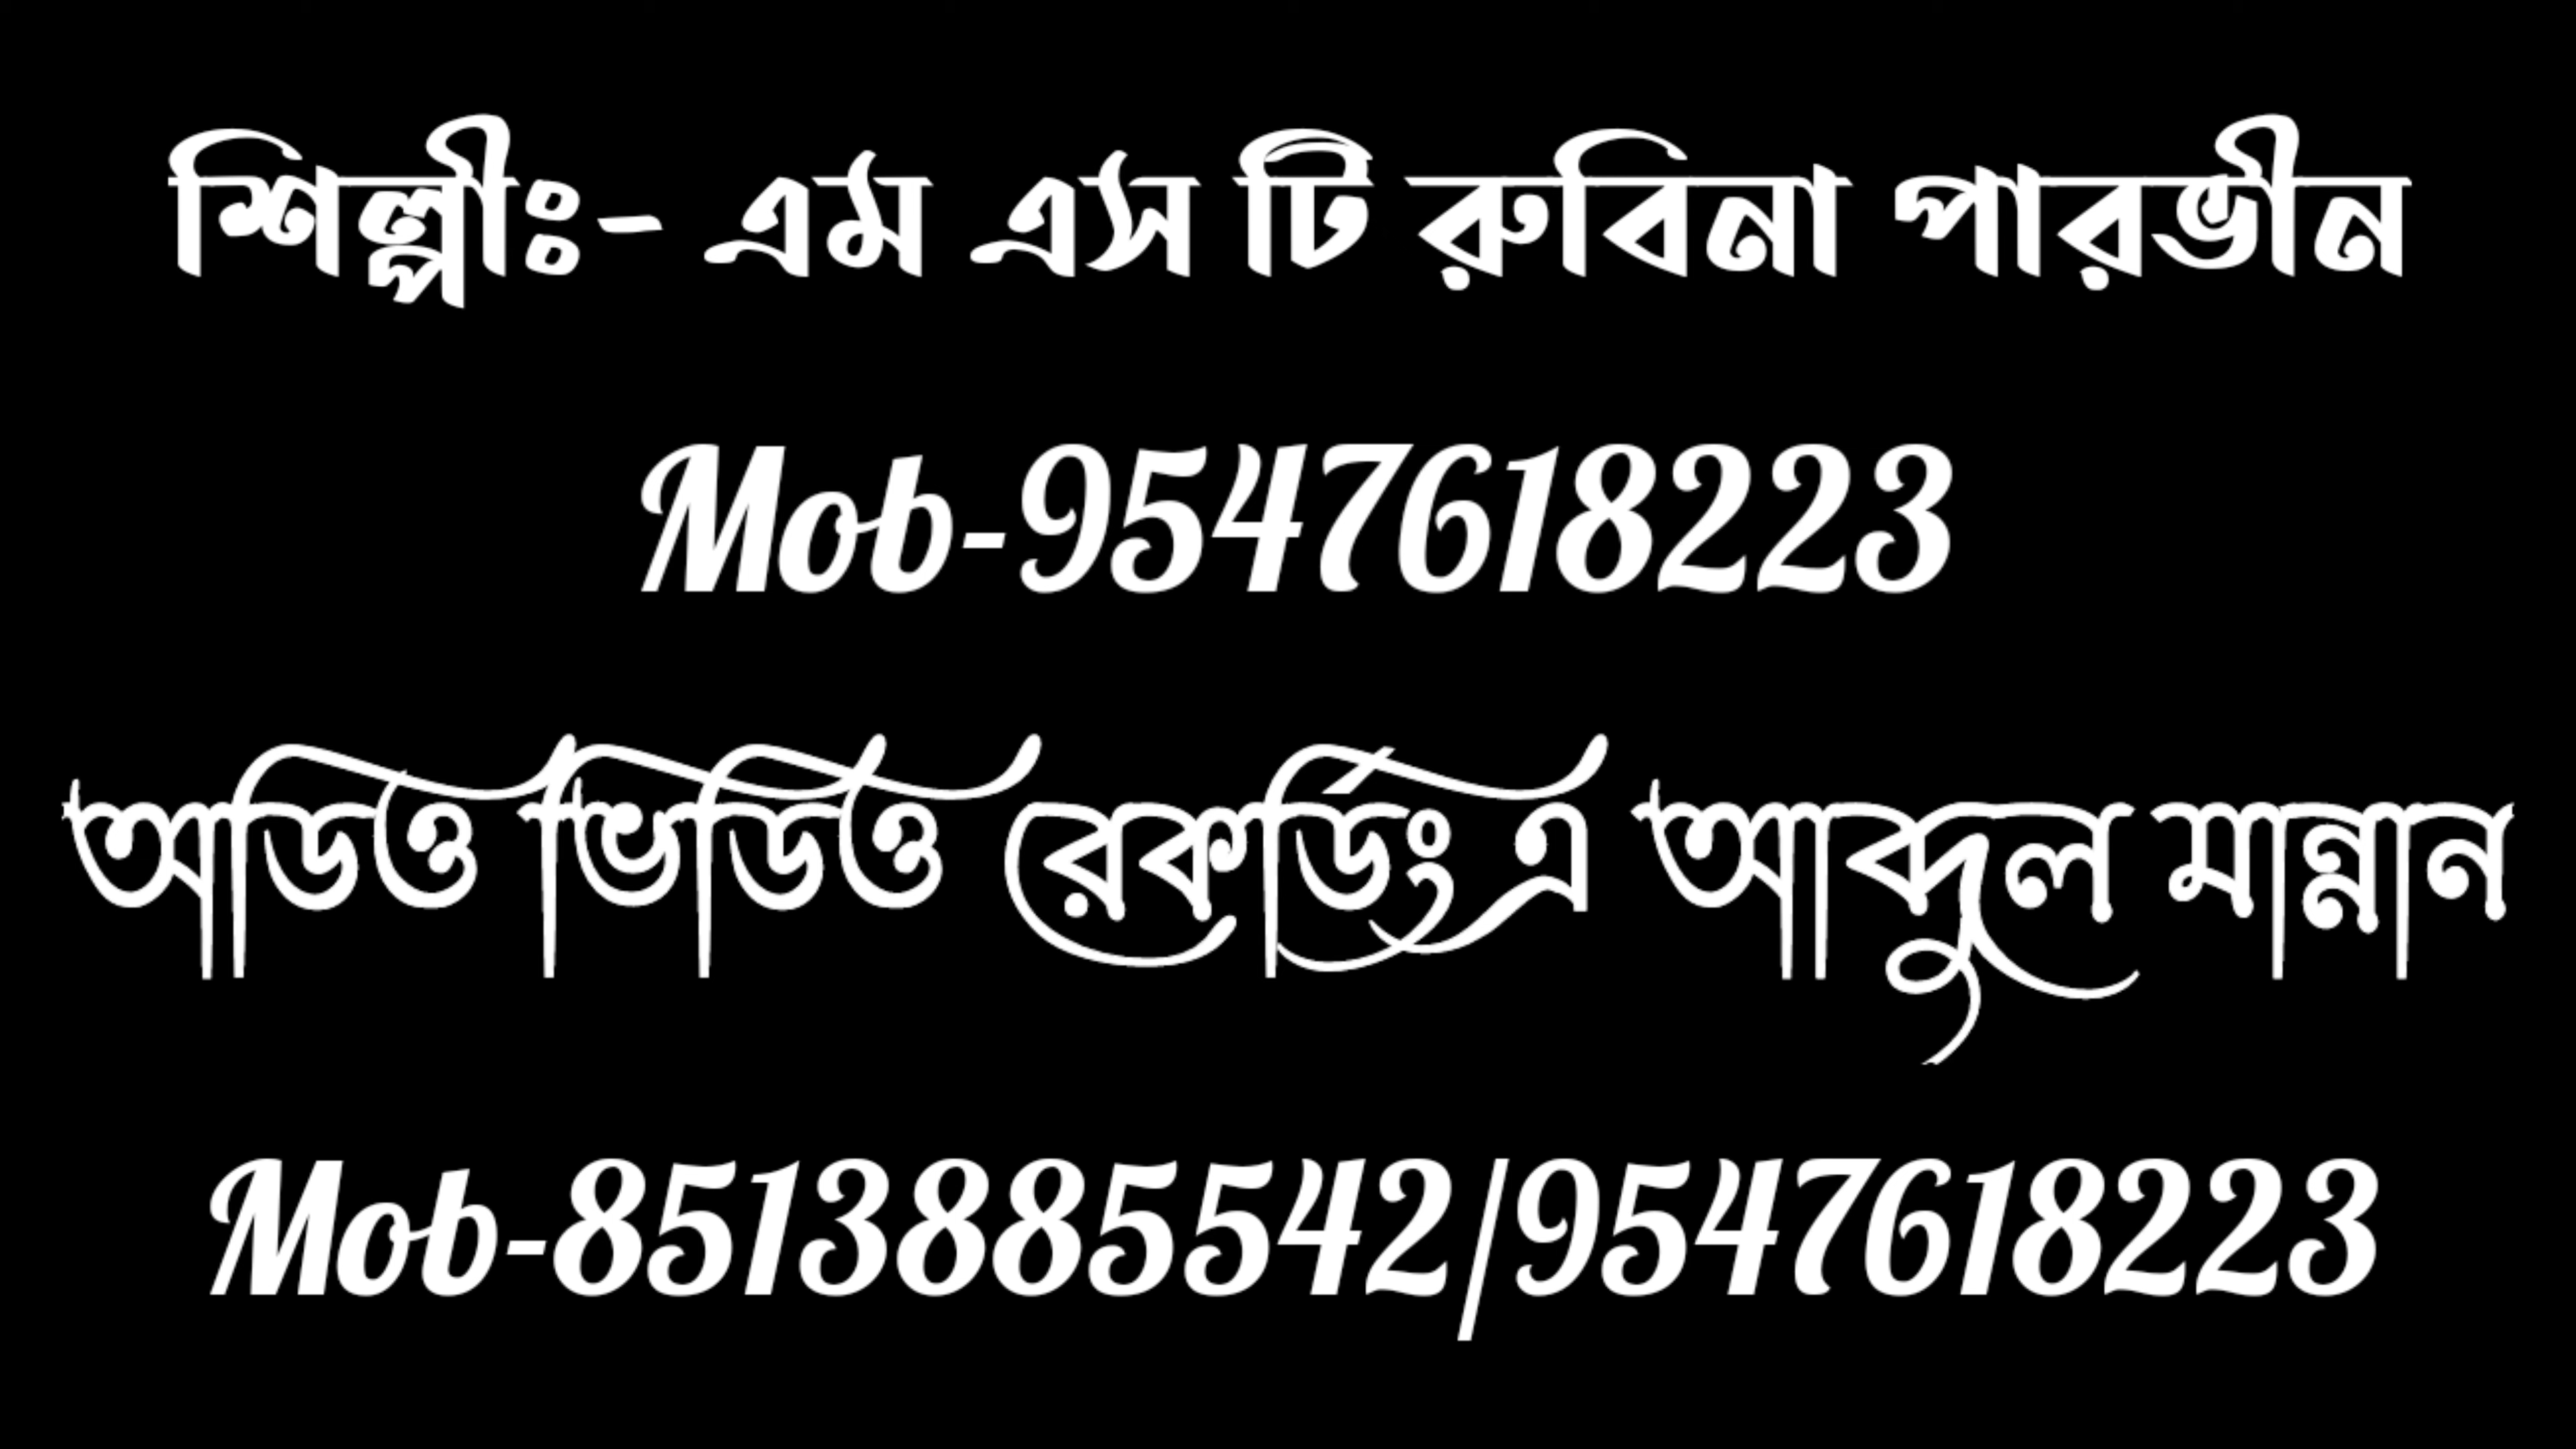 শিল্পীঃ- এম এস টি রুবিনা পারভীন
Mob-9547618223
অডিও ভিডিও রেকর্ডিং এ আব্দুল মান্নান
Mob-8513885542/9547618223